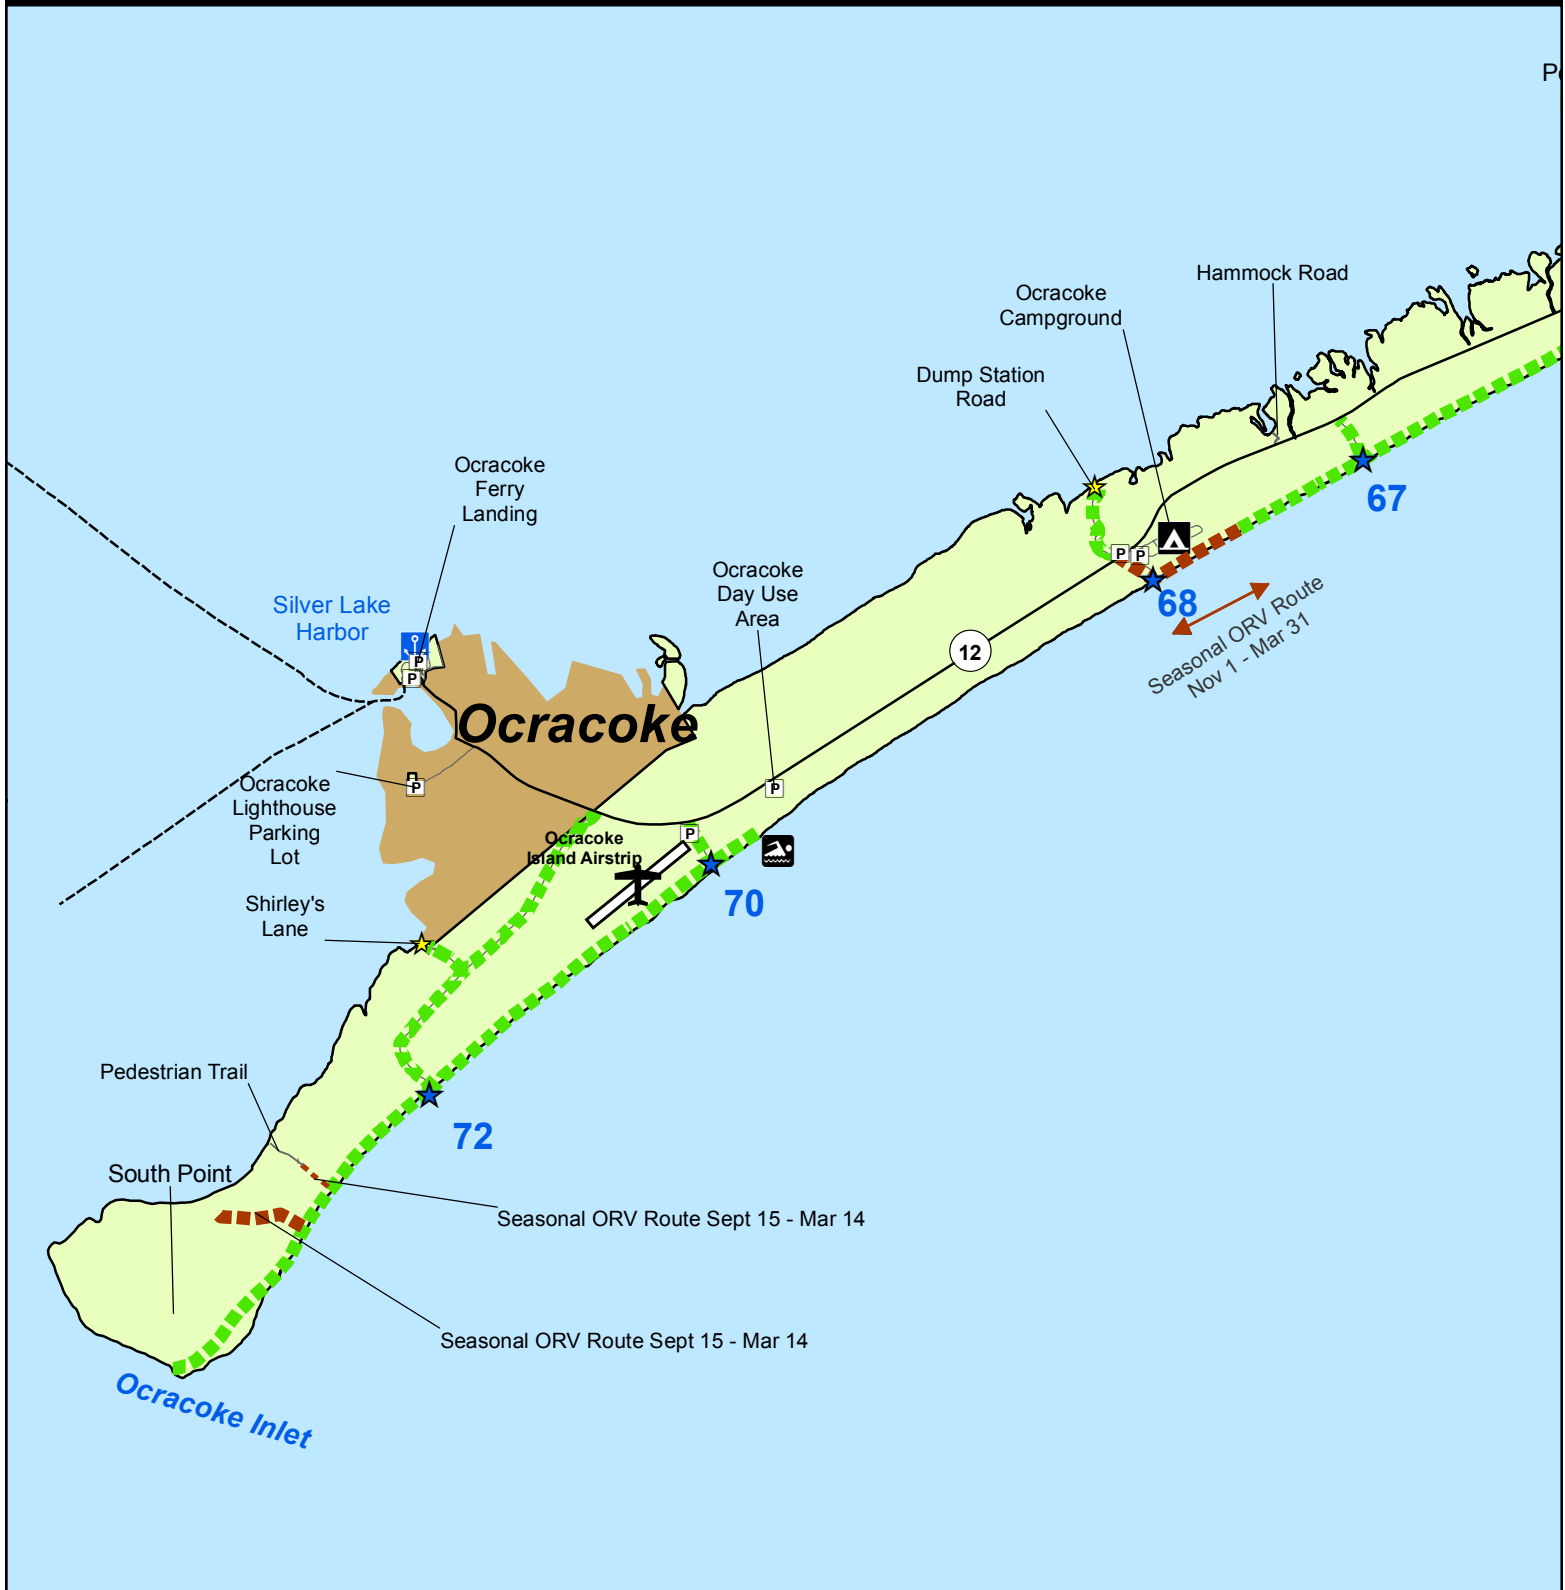 Hammock Road
Ocracoke
Campground
Dump Station
Road
67
Ocracoke
Ferry
Landing
68
Seasonal ORV Route
Nov 1 - Mar 31
P
P
Ocracoke
Day Use
Area
Silver Lake
Harbor
12
P
P
Ocracoke
P
P
Ocracoke
Lighthouse
Parking
Lot
P
Ocracoke
Island Airstrip
70
Shirley's
Lane
Pedestrian Trail
72
South Point
Seasonal ORV Route Sept 15 - Mar 14
Seasonal ORV Route Sept 15 - Mar 14
Ocracoke Inlet